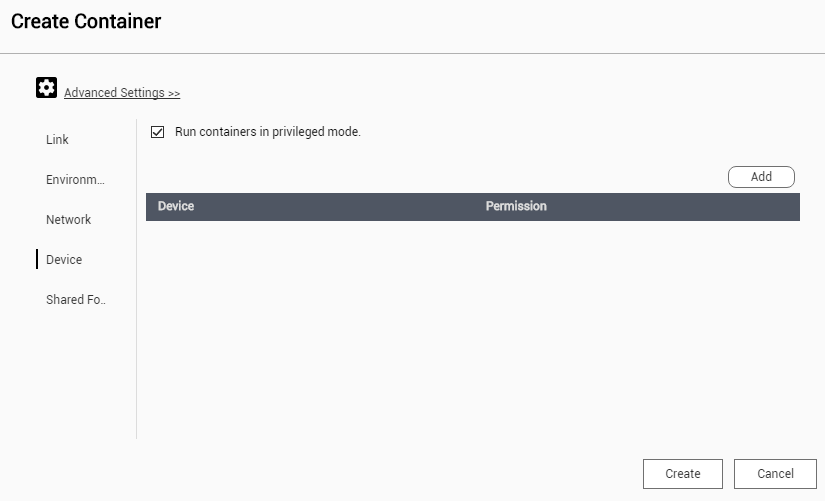 Create Container
Advanced Settings >>
Link
Environm...
Network
Device
Shared Fo..
Run containers in privileged mode.
Add
Device Permission
Create Cancel